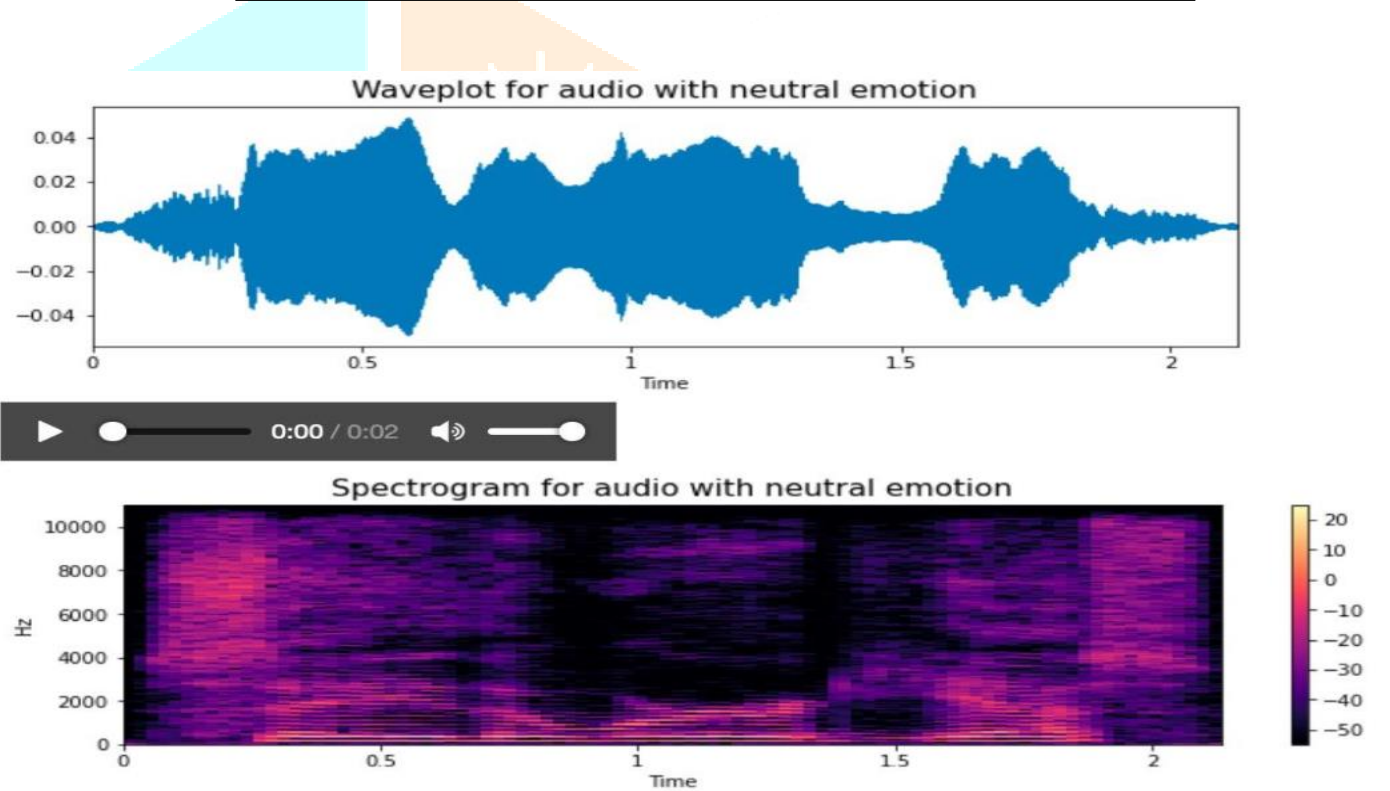 Waveplot for audio with neutral emotion
0.04
0.02
0.00
−0.02
−0.04
0 0.5 1 1.5 2
Time
0:00 / 0:02
Spectrogram for audio with neutral emotion
10000
8000
6000
4000
2000
0
Hz
0 0.5 1 1.5 2
Time
20
10
0
−10
−20
−30
−40
−50